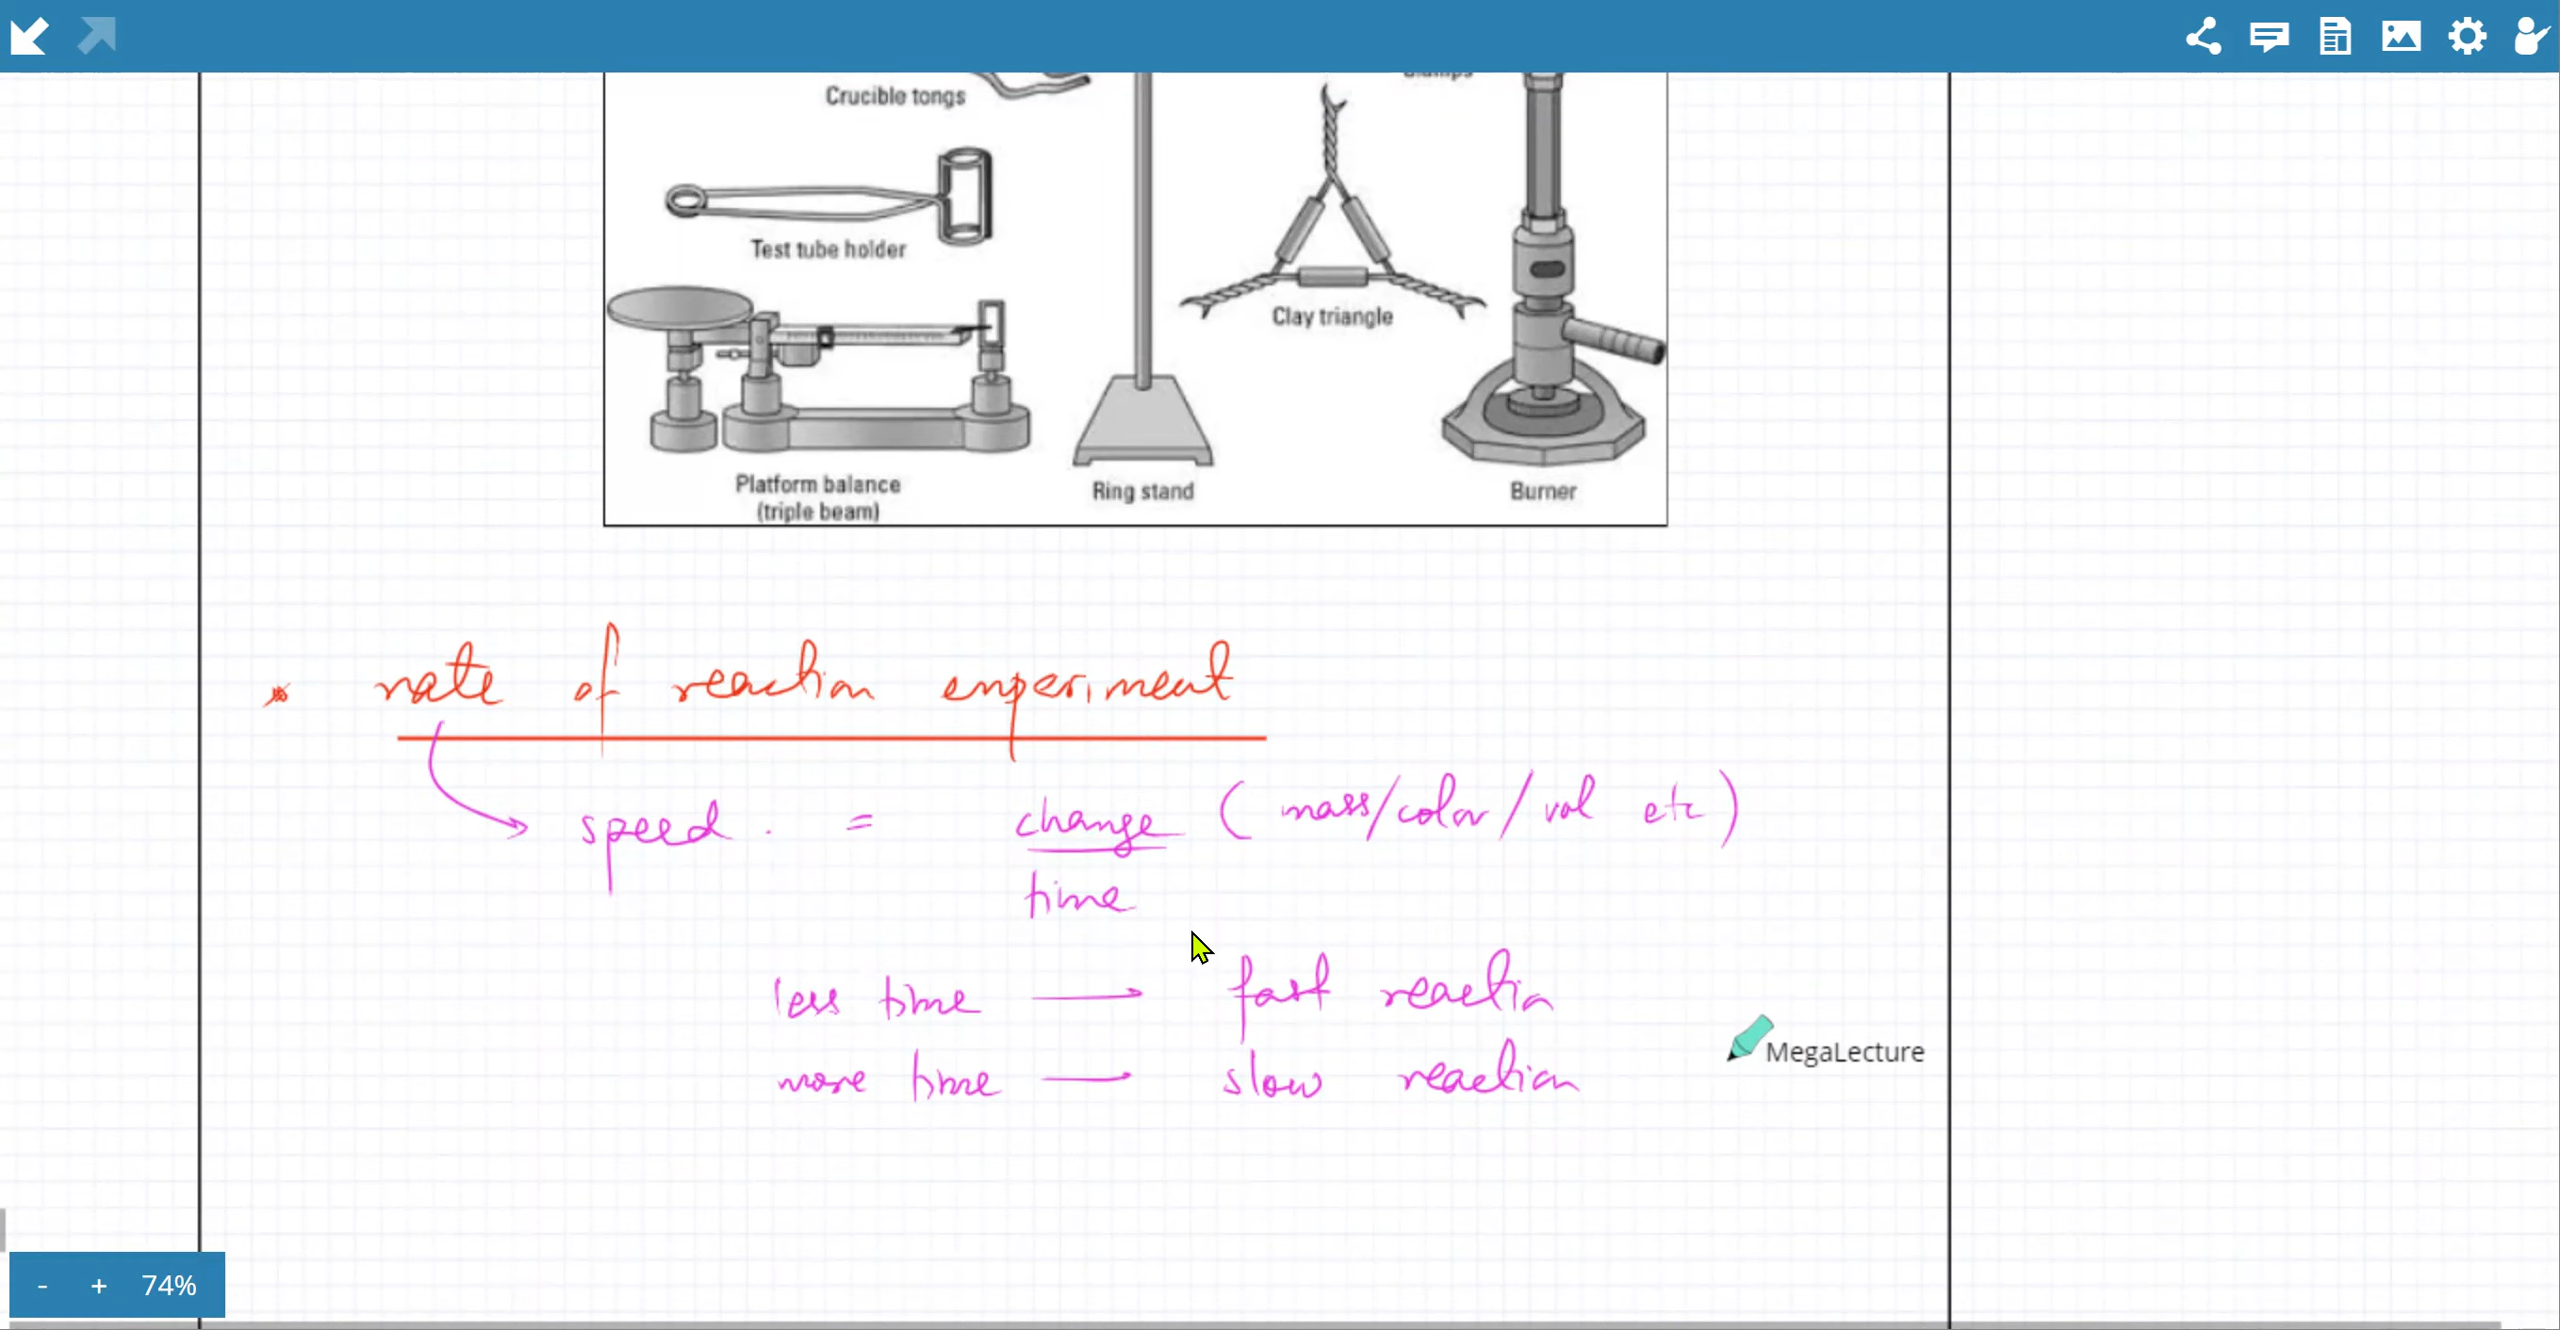 Crucible tongs
Test tube holder
Clay triangle
Platform balance
(triple beam)
Ring stand
Burner
rate of reaction experiment
speed. = change (mass/color/vol etc)
time
less time → fast reactin
more time → slow reaction
MegaLecture
- + 74%